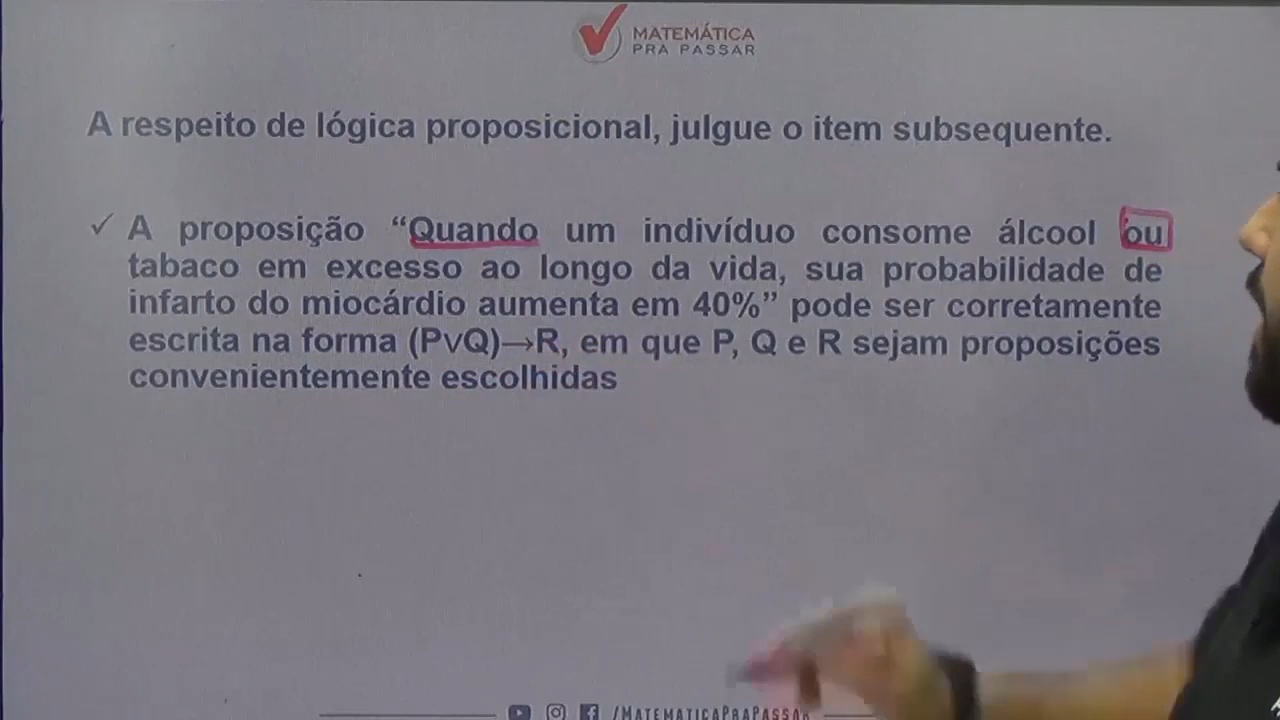 MATEMÁTICA
PRA PASSAR
A respeito de lógica proposicional, julgue o item subsequente.
✓ A proposição “Quando um indivíduo consome álcool ou
tabaco em excesso ao longo da vida, sua probabilidade de
infarto do miocárdio aumenta em 40%” pode ser corretamente
escrita na forma (PvQ)→R, em que P, Q e R sejam proposições
convenientemente escolhidas
/MATEMATICAPRAPASSAR